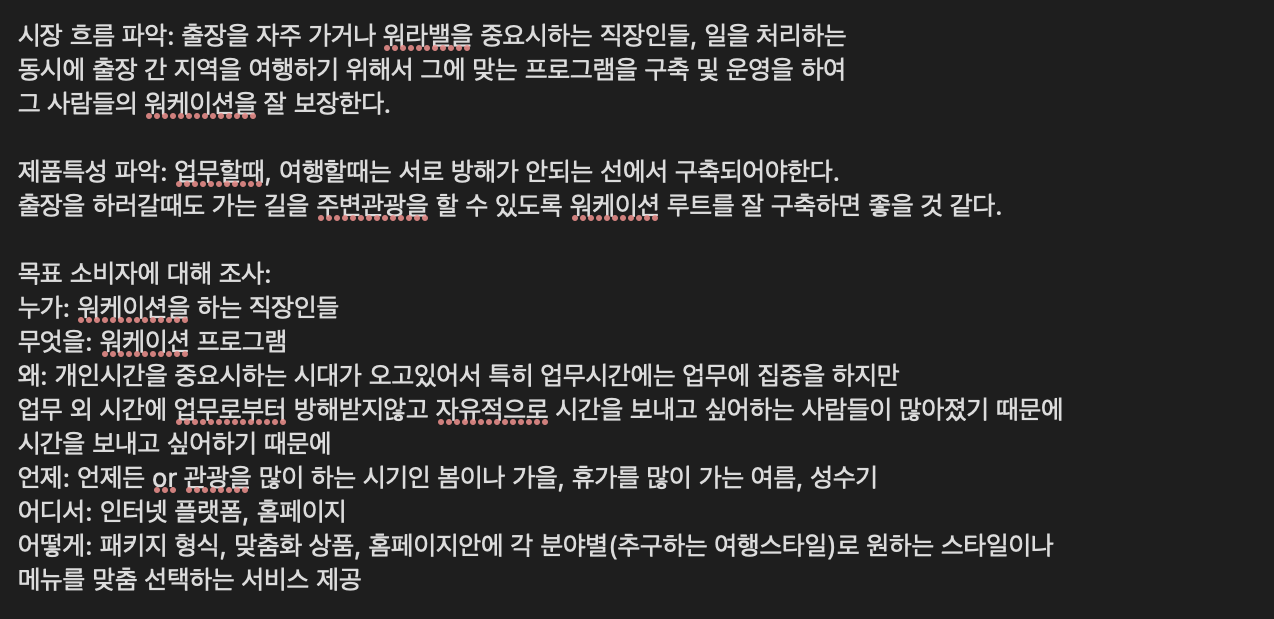 시장 흐름 파악: 출장을 자주 가거나 워라밸을 중요시하는 직장인들, 일을 처리하는
동시에 출장 간 지역을 여행하기 위해서 그에 맞는 프로그램을 구축 및 운영을 하여
그 사람들의 워케이션을 잘 보장한다.
제품특성 파악: 업무할때, 여행할때는 서로 방해가 안되는 선에서 구축되어야한다.
출장을 하러갈때도 가는 길을 주변관광을 할 수 있도록 워케이션 루트를 잘 구축하면 좋을 것 같다.
목표 소비자에 대해 조사:
누가: 워케이션을 하는 직장인들
무엇을: 워케이션 프로그램
왜: 개인시간을 중요시하는 시대가 오고있어서 특히 업무시간에는 업무에 집중을 하지만
업무 외 시간에 업무로부터 방해받지않고 자유적으로 시간을 보내고 싶어하는 사람들이 많아졌기 때문에
시간을 보내고 싶어하기 때문에
언제: 언제든 or 관광을 많이 하는 시기인 봄이나 가을, 휴가를 많이 가는 여름, 성수기
어디서: 인터넷 플랫폼, 홈페이지
어떻게: 패키지 형식, 맞춤화 상품, 홈페이지안에 각 분야별(추구하는 여행스타일)로 원하는 스타일이나
메뉴를 맞춤 선택하는 서비스 제공